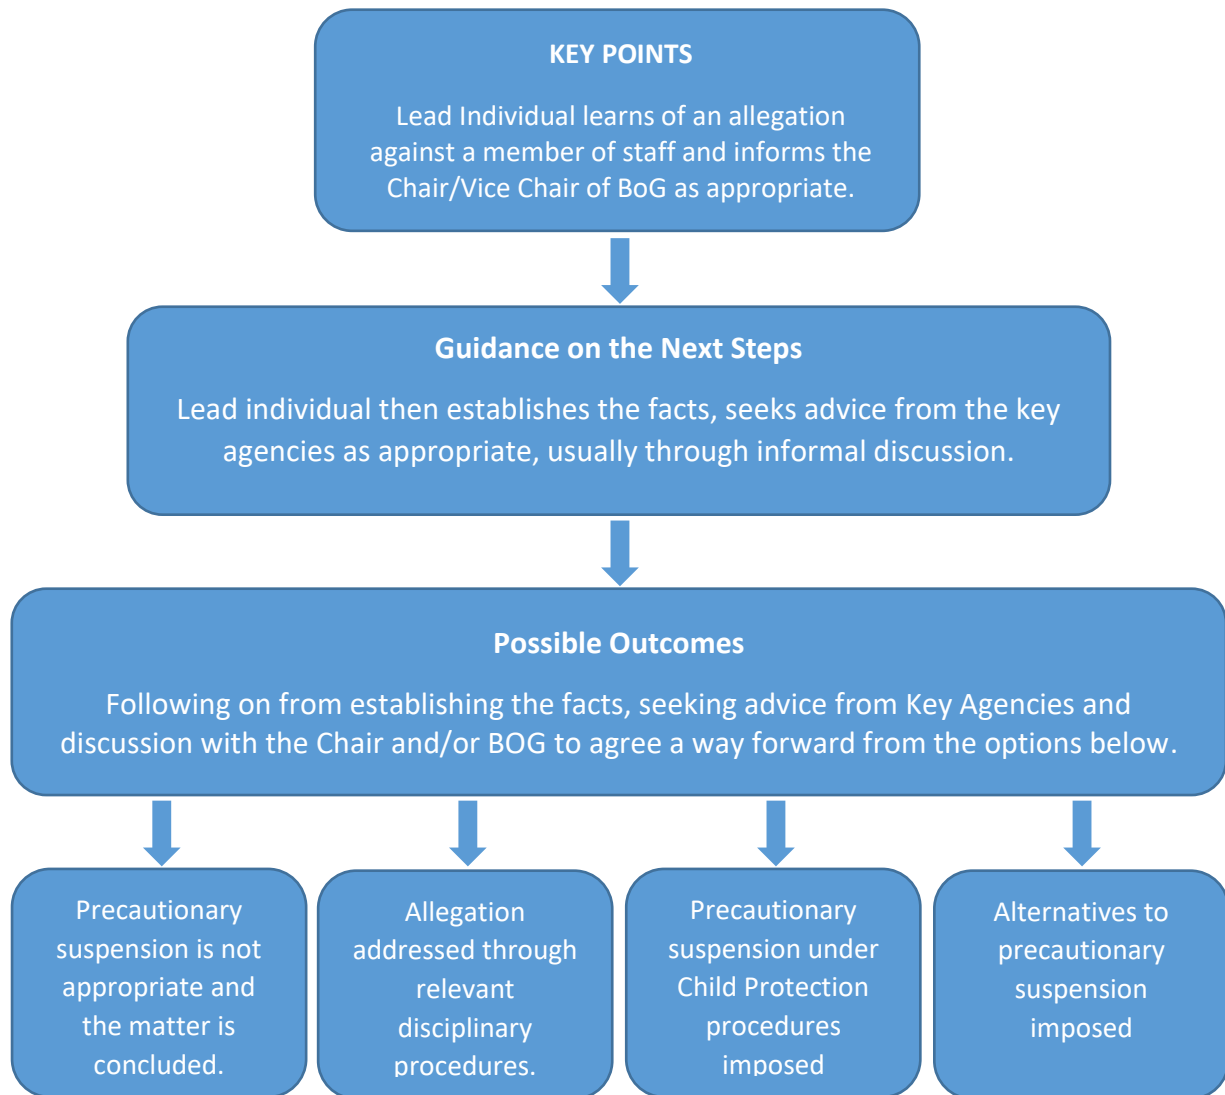 KEY POINTS
Lead Individual learns of an allegation
against a member of staff and informs the
Chair/Vice Chair of BoG as appropriate.
Guidance on the Next Steps
Lead individual then establishes the facts, seeks advice from the key
agencies as appropriate, usually through informal discussion.
Possible Outcomes
Following on from establishing the facts, seeking advice from Key Agencies and
discussion with the Chair and/or BOG to agree a way forward from the options below.
Precautionary
suspension is not
appropriate and
the matter is
concluded.
Allegation
addressed through
relevant
disciplinary
procedures.
Precautionary
suspension under
Child Protection
procedures
imposed
Alternatives to
precautionary
suspension
imposed